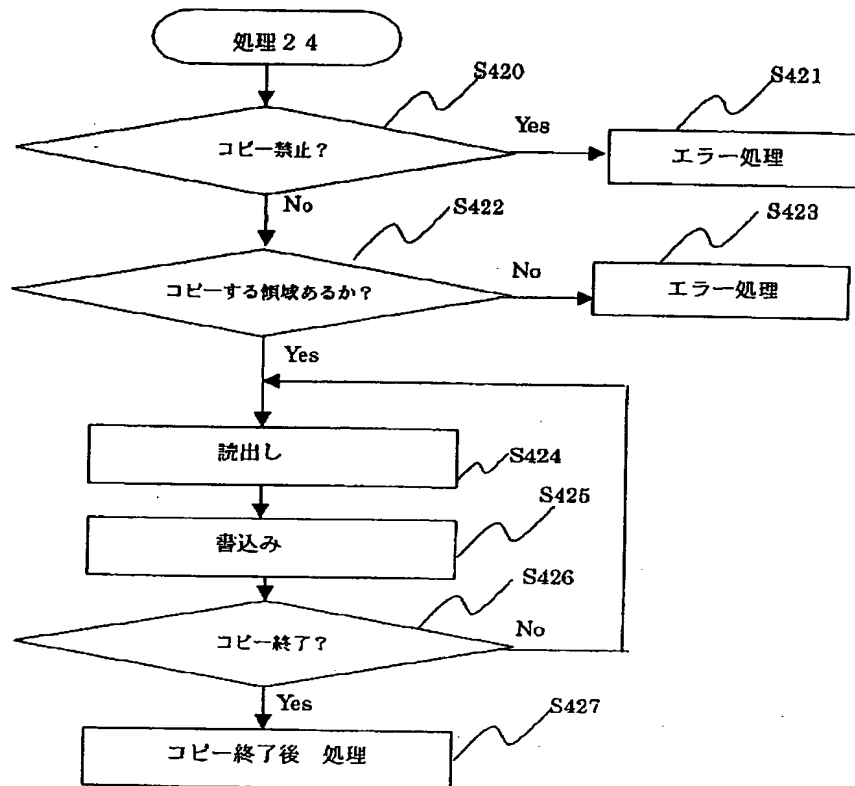 処理２４
S420
コピー禁止？
Yes
S421
エラー処理
No
S422
コピーする領域あるか？
No
S423
エラー処理
Yes
読出し
S424
書込み
S425
S426
コピー終了？
No
Yes
S427
コピー終了後　処理